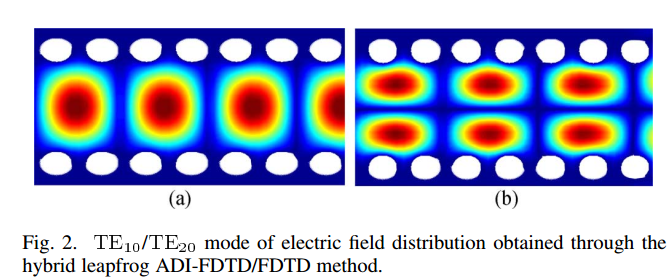 (a) (b)
Fig. 2. TE₁₀/TE₂₀ mode of electric field distribution obtained through the
hybrid leapfrog ADI-FDTD/FDTD method.